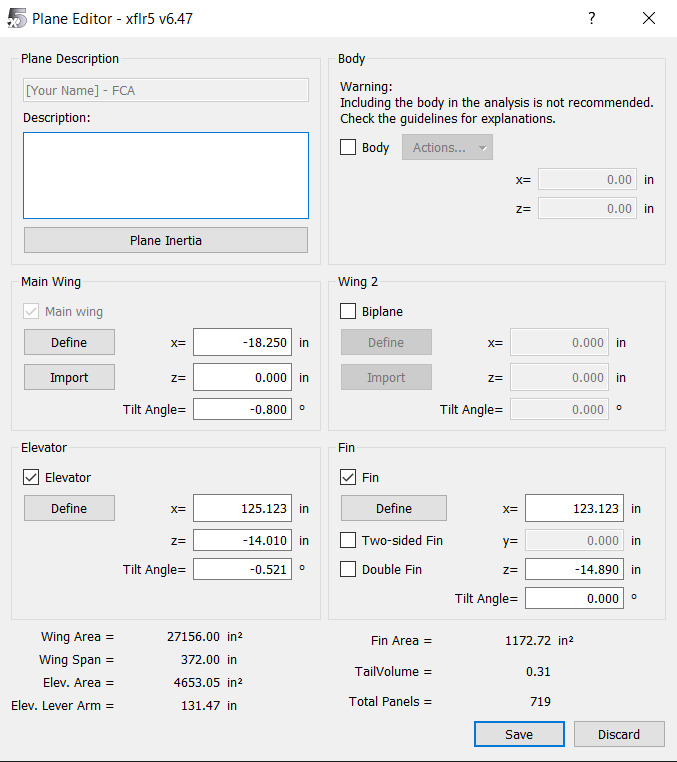 Plane Editor - xflr5 v6.47
Plane Description
[Your Name] - FCA
Description:
Plane Inertia
Body
Warning:
Including the body in the analysis is not recommended.
Check the guidelines for explanations.
Body Actions...
x= 0.00 in
z= 0.00 in
Main Wing
Main wing
Define x= -18.250 in
Import z= 0.000 in
Tilt Angle= -0.800 °
Wing 2
Biplane
Define x= 0.000 in
Import z= 0.000 in
Tilt Angle= 0.000 °
Elevator
Elevator
Define x= 125.123 in
z= -14.010 in
Tilt Angle= -0.521 °
Fin
Fin
Define x= 123.123 in
Two-sided Fin y= 0.000 in
Double Fin z= -14.890 in
Tilt Angle= 0.000 °
Wing Area = 27156.00 in²
Wing Span = 372.00 in
Elev. Area = 4653.05 in²
Elev. Lever Arm = 131.47 in
Fin Area = 1172.72 in²
TailVolume = 0.31
Total Panels = 719
Save Discard